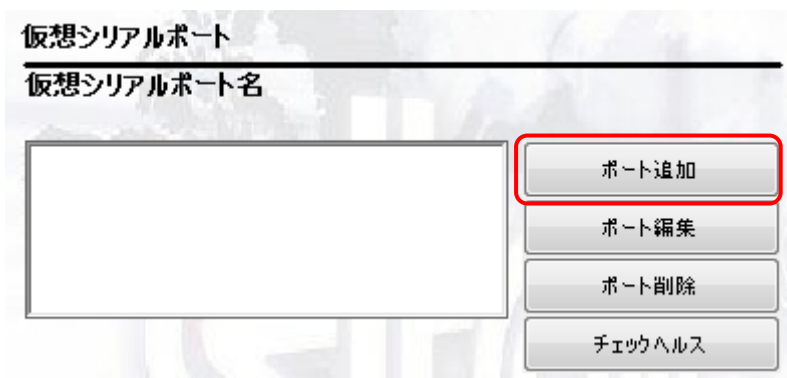 仮想シリアルポート
仮想シリアルポート名
ポート追加
ポート編集
ポート削除
チェックヘルス